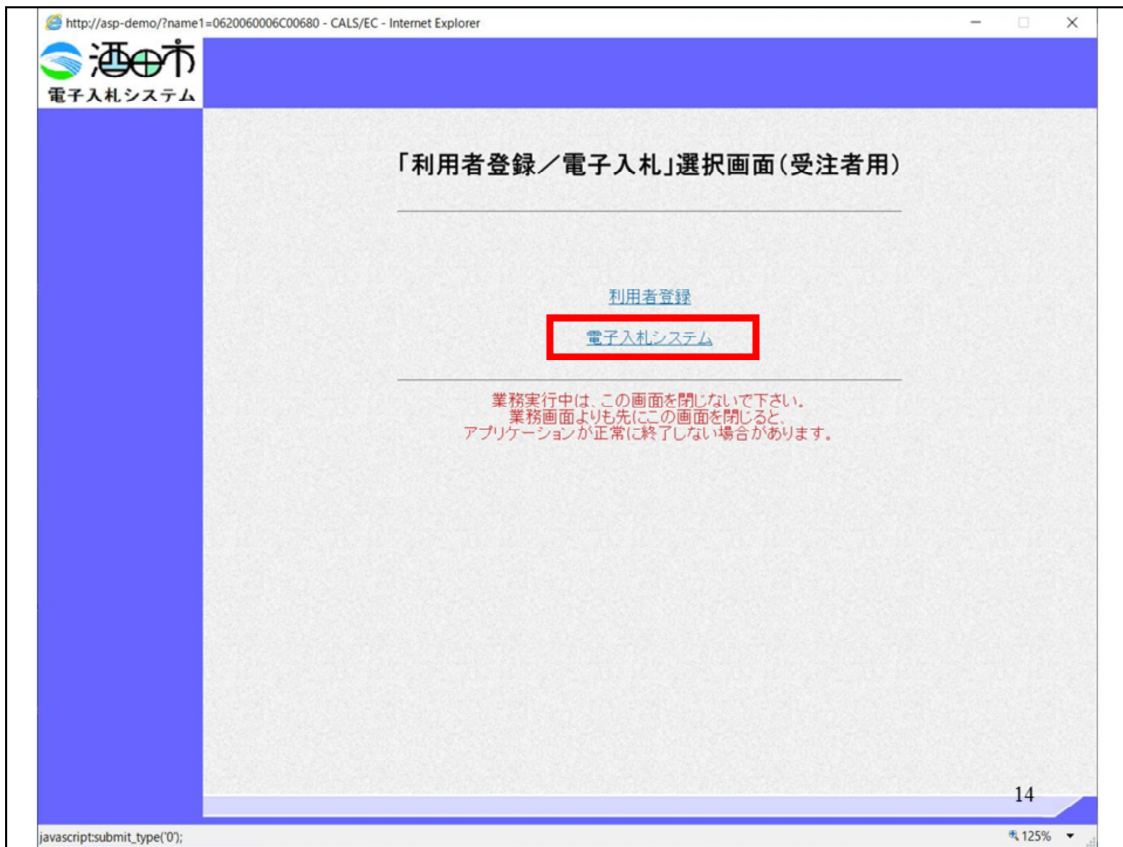 http://asp-demo/?name1=0620060006C00680 - CALS/EC - Internet Explorer
酒田市
電子入札システム
「利用者登録／電子入札」選択画面(受注者用)
利用者登録
電子入札システム
業務実行中は、この画面を閉じないで下さい。
業務画面よりも先にこの画面を閉じると、
アプリケーションが正常に終了しない場合があります。
14
javascript:submit_type('0');
125%